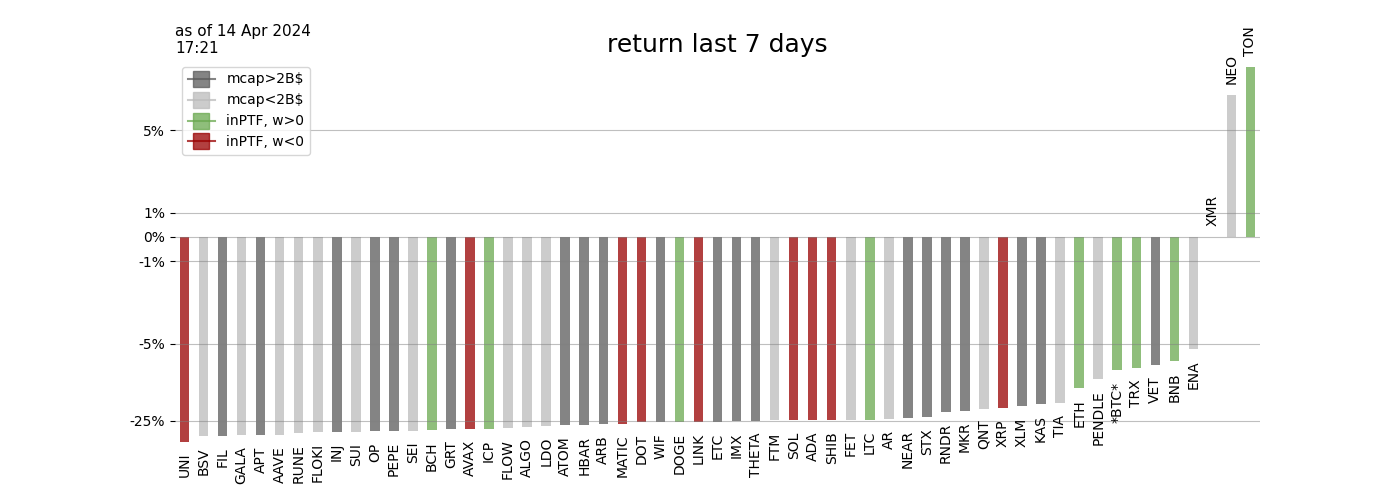 as of 14 Apr 2024
17:21
return last 7 days
mcap>2B$
mcap<2B$
inPTF, w>0
inPTF, w<0
5%
1%
0%
-1%
-5%
-25%
UNI
BSV
FIL
GALA
APT
AAVE
RUNE
FLOKI
INJ
SUI
OP
PEPE
SEI
BCH
GRT
AVAX
ICP
FLOW
ALGO
LDO
ATOM
HBAR
ARB
MATIC
DOT
WIF
DOGE
LINK
ETC
IMX
THETA
FTM
SOL
ADA
SHIB
FET
LTC
AR
NEAR
STX
RNDR
MKR
QNT
XRP
XLM
KAS
TIA
ETH
PENDLE
*BTC*
TRX
VET
BNB
ENA
XMR
NEO
TON